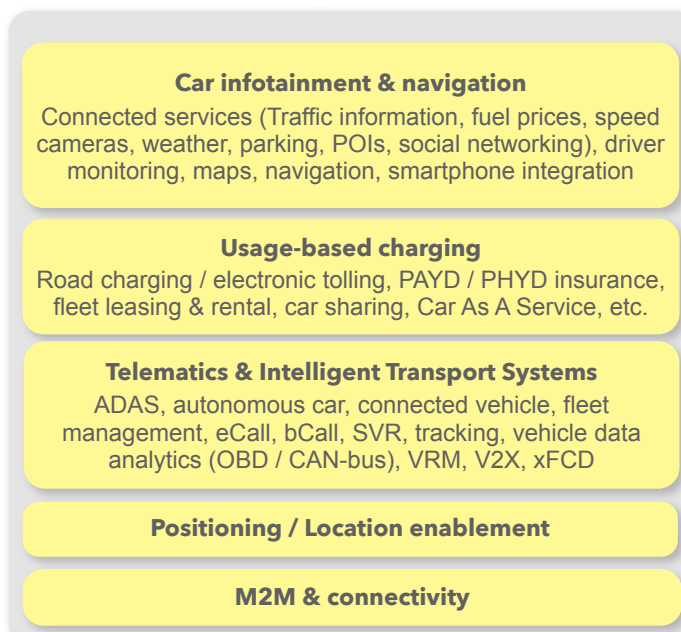 Car infotainment & navigation
Connected services (Traffic information, fuel prices, speed
cameras, weather, parking, POIs, social networking), driver
monitoring, maps, navigation, smartphone integration
Usage-based charging
Road charging / electronic tolling, PAYD / PHYD insurance,
fleet leasing & rental, car sharing, Car As A Service, etc.
Telematics & Intelligent Transport Systems
ADAS, autonomous car, connected vehicle, fleet
management, eCall, bCall, SVR, tracking, vehicle data
analytics (OBD / CAN-bus), VRM, V2X, xFCD
Positioning / Location enablement
M2M & connectivity